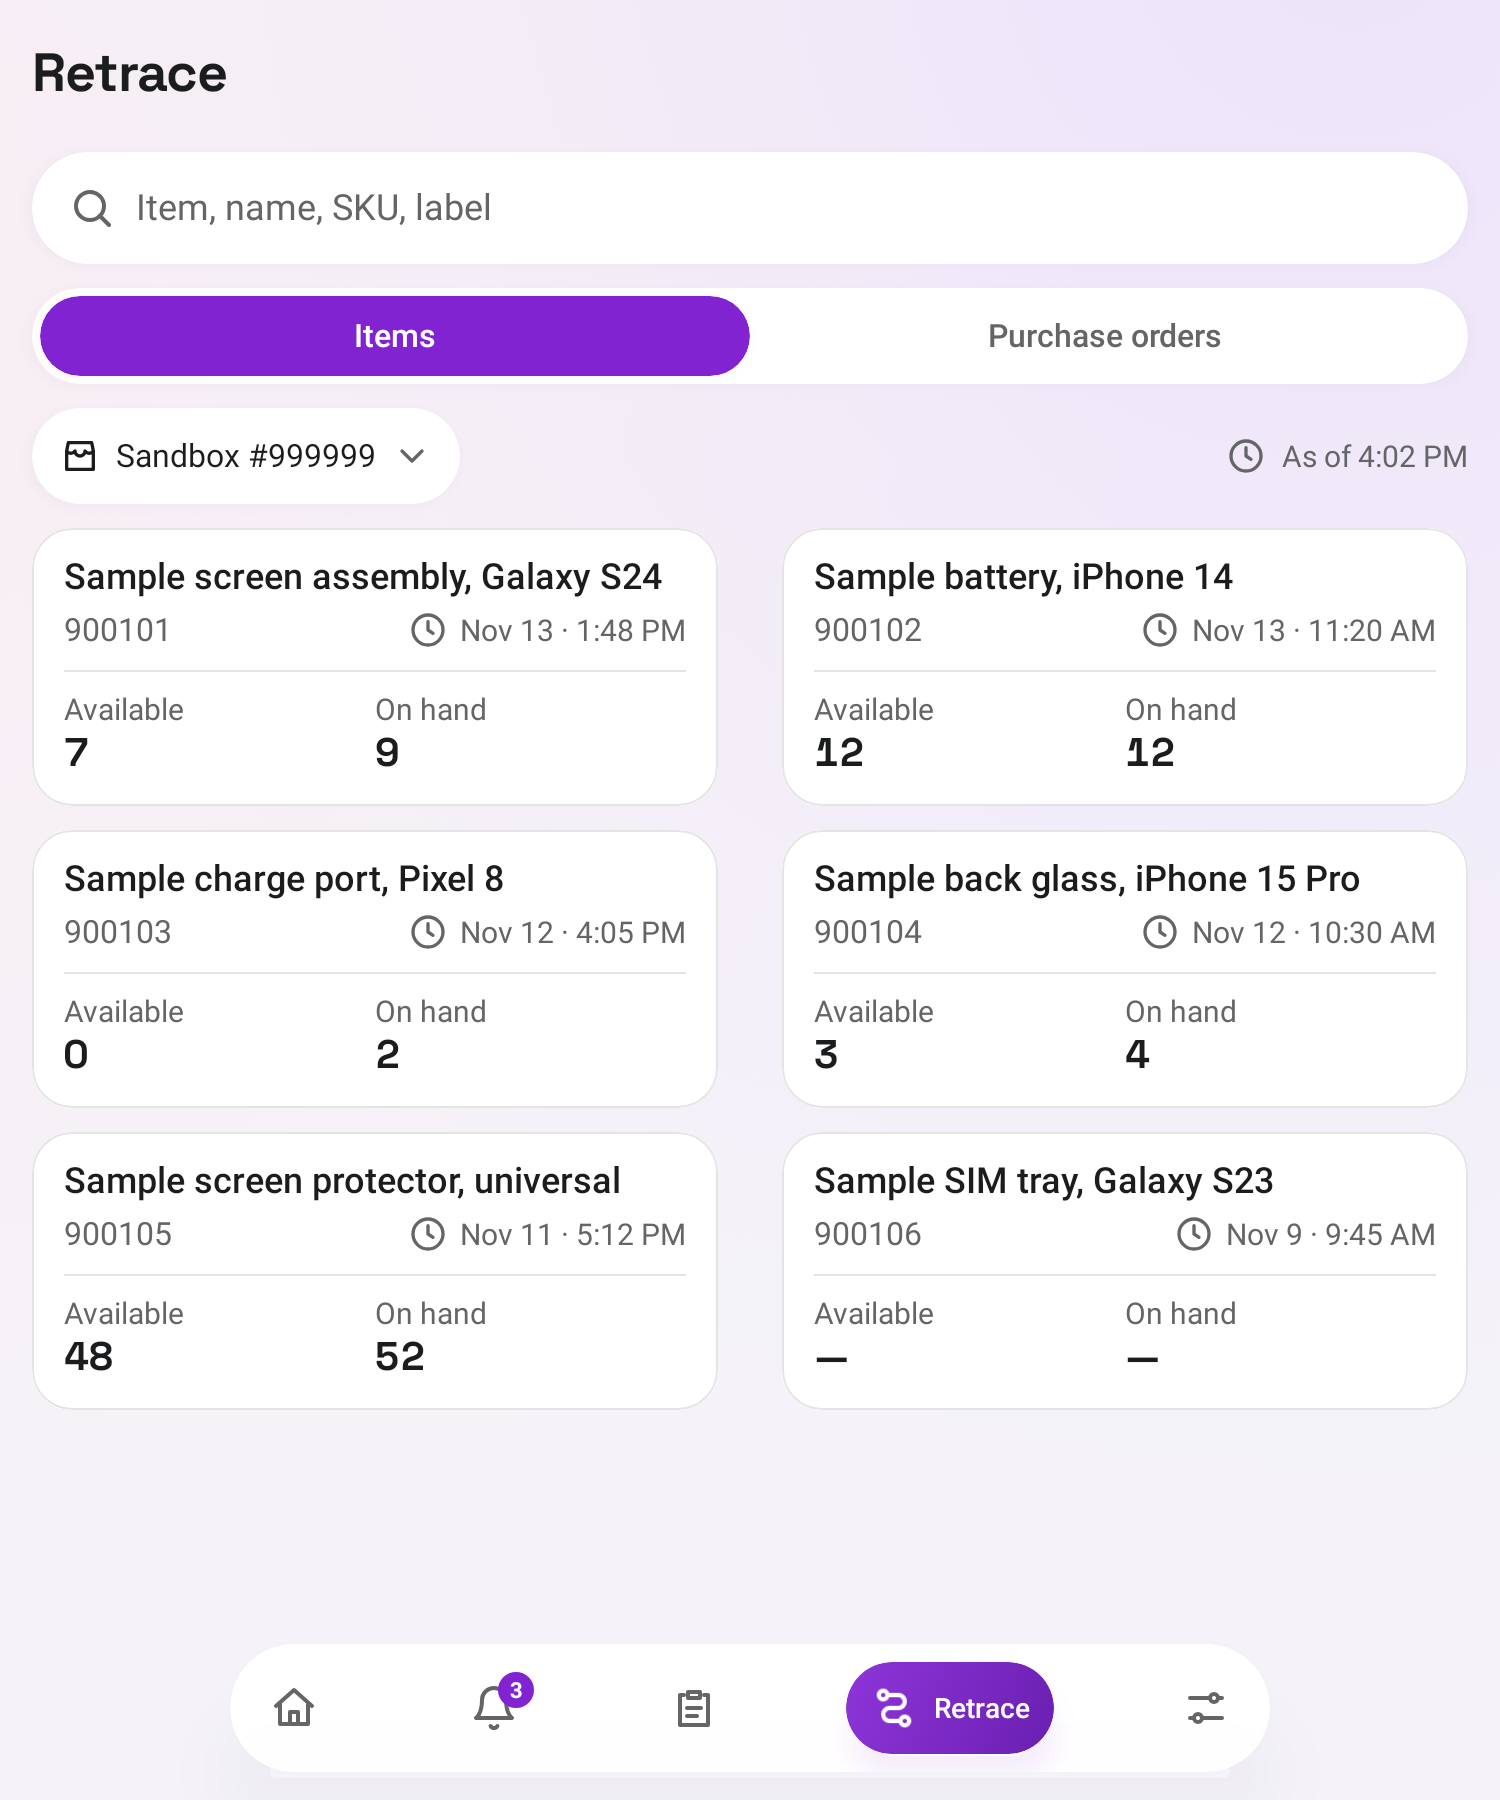 Retrace
Item, name, SKU, label
Items
Purchase orders
Sandbox #999999
As of 4:02 PM
Sample screen assembly, Galaxy S24
900101
Nov 13 · 1:48 PM
Available
On hand
7
9
Sample battery, iPhone 14
900102
Nov 13 · 11:20 AM
Available
On hand
12
12
Sample charge port, Pixel 8
900103
Nov 12 · 4:05 PM
Available
On hand
0
2
Sample back glass, iPhone 15 Pro
900104
Nov 12 · 10:30 AM
Available
On hand
3
4
Sample screen protector, universal
900105
Nov 11 · 5:12 PM
Available
On hand
48
52
Sample SIM tray, Galaxy S23
900106
Nov 9 · 9:45 AM
Available
On hand
—
—
3
Retrace